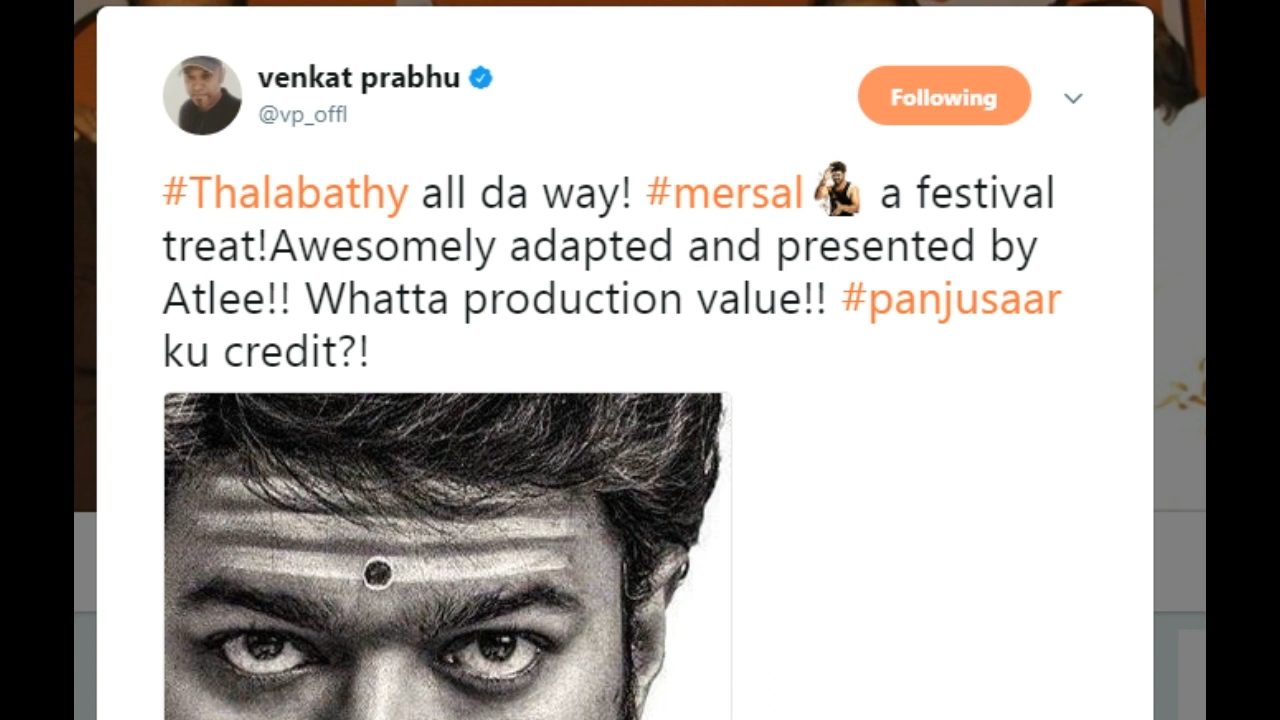 venkat prabhu
@vp_offl
Following
#Thalabathy all da way! #mersal a festival
treat!Awesomely adapted and presented by
Atlee!! Whatta production value!! #panjusaar
ku credit?!